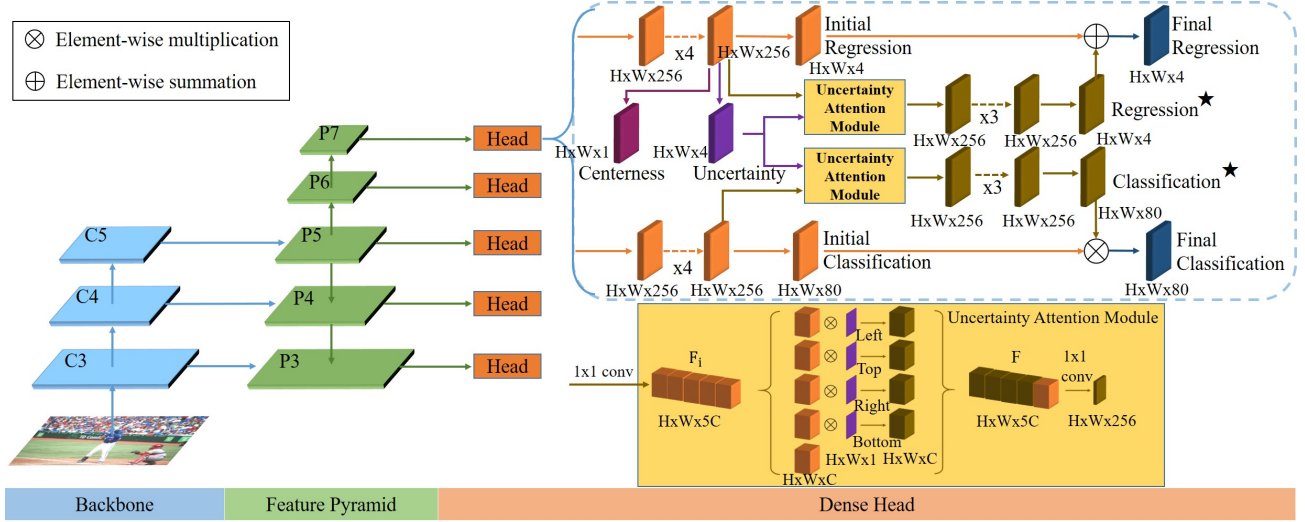 Element-wise multiplication
Element-wise summation
P7
P6
P5
P4
P3
C5
C4
C3
Head
Head
Head
Head
Head
x4
HxWx256
HxWx256
Initial
Regression
HxWx4
Final
Regression
HxWx4
Uncertainty
Attention
Module
HxWx256
x3
HxWx256
Regression★
HxWx4
HxWx1
Centerness
HxWx4
Uncertainty
Uncertainty
Attention
Module
HxWx256
x3
HxWx256
Classification★
HxWx80
x4
HxWx256
HxWx256
Initial
Classification
HxWx80
Final
Classification
HxWx80
Uncertainty Attention Module
1x1 conv
Fi
HxWx5C
Left
Top
Right
Bottom
HxWx1
HxWxC
HxWxC
F
HxWx5C
1x1
conv
HxWx256
Backbone
Feature Pyramid
Dense Head